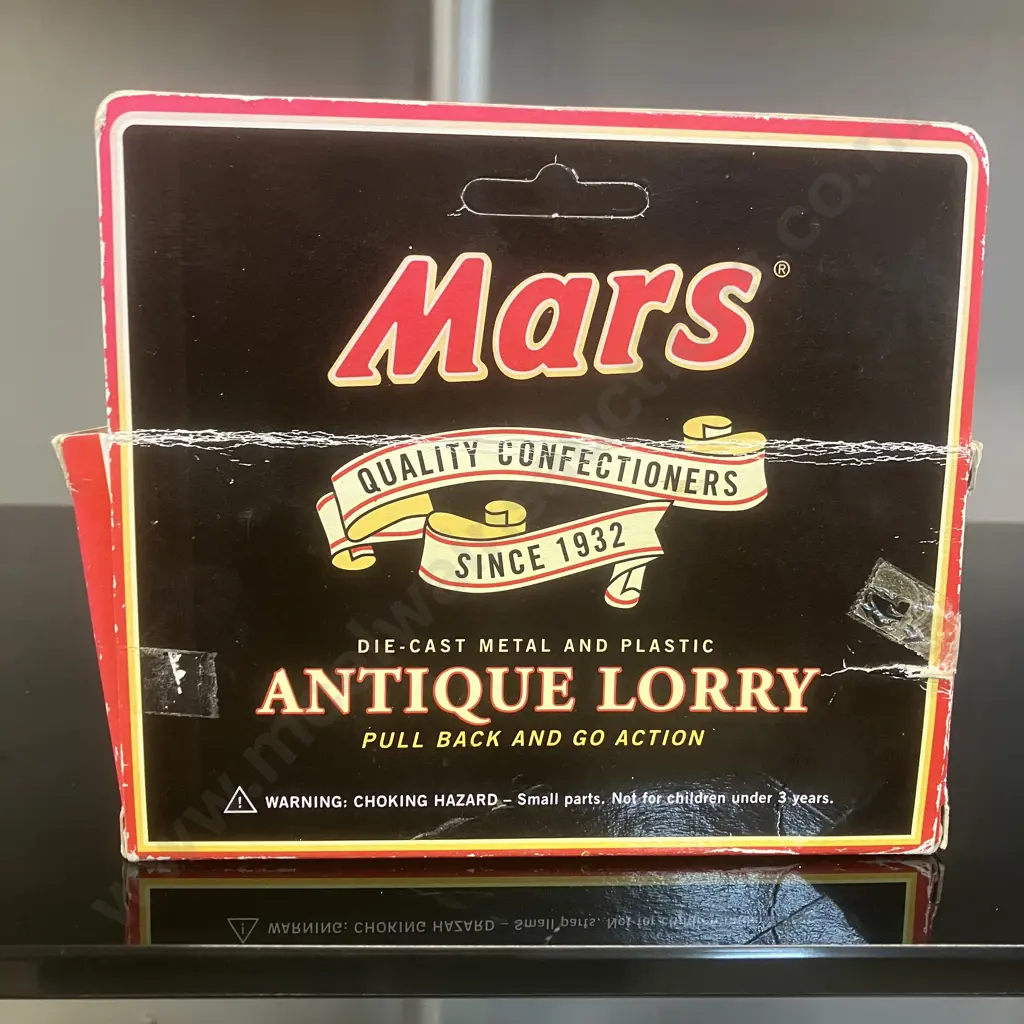 Mars®
QUALITY CONFECTIONERS
SINCE 1932
DIE-CAST METAL AND PLASTIC
ANTIQUE LORRY
PULL BACK AND GO ACTION
WARNING: CHOKING HAZARD – Small parts. Not for children under 3 years.